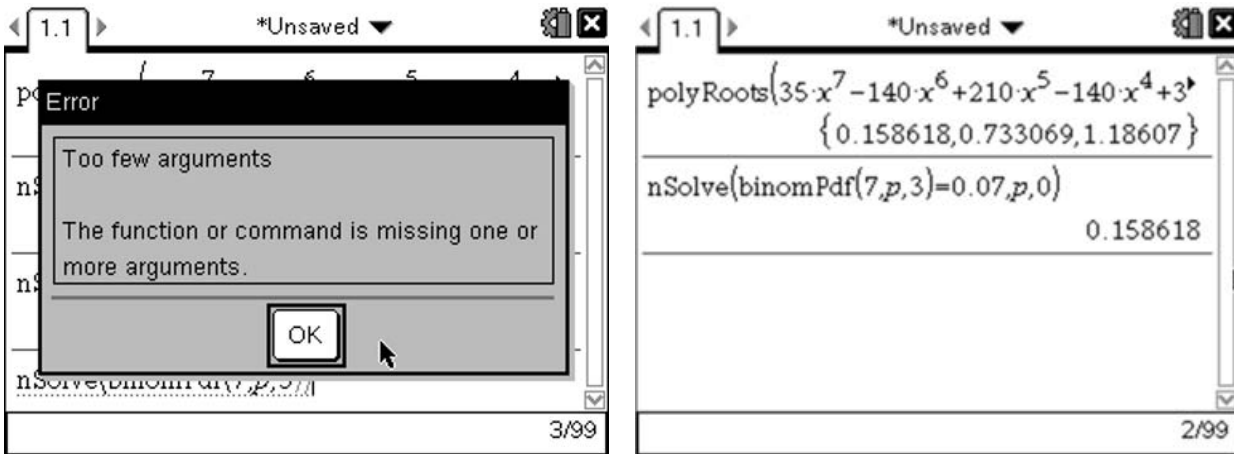 1.1
*Unsaved
Error
Too few arguments
The function or command is missing one or
more arguments.
OK
3/99
1.1
*Unsaved
polyRoots(35·x^7−140·x^6+210·x^5−140·x^4+3
{0.158618,0.733069,1.18607}
nSolve(binomPdf(7,p,3)=0.07,p,0)
0.158618
2/99